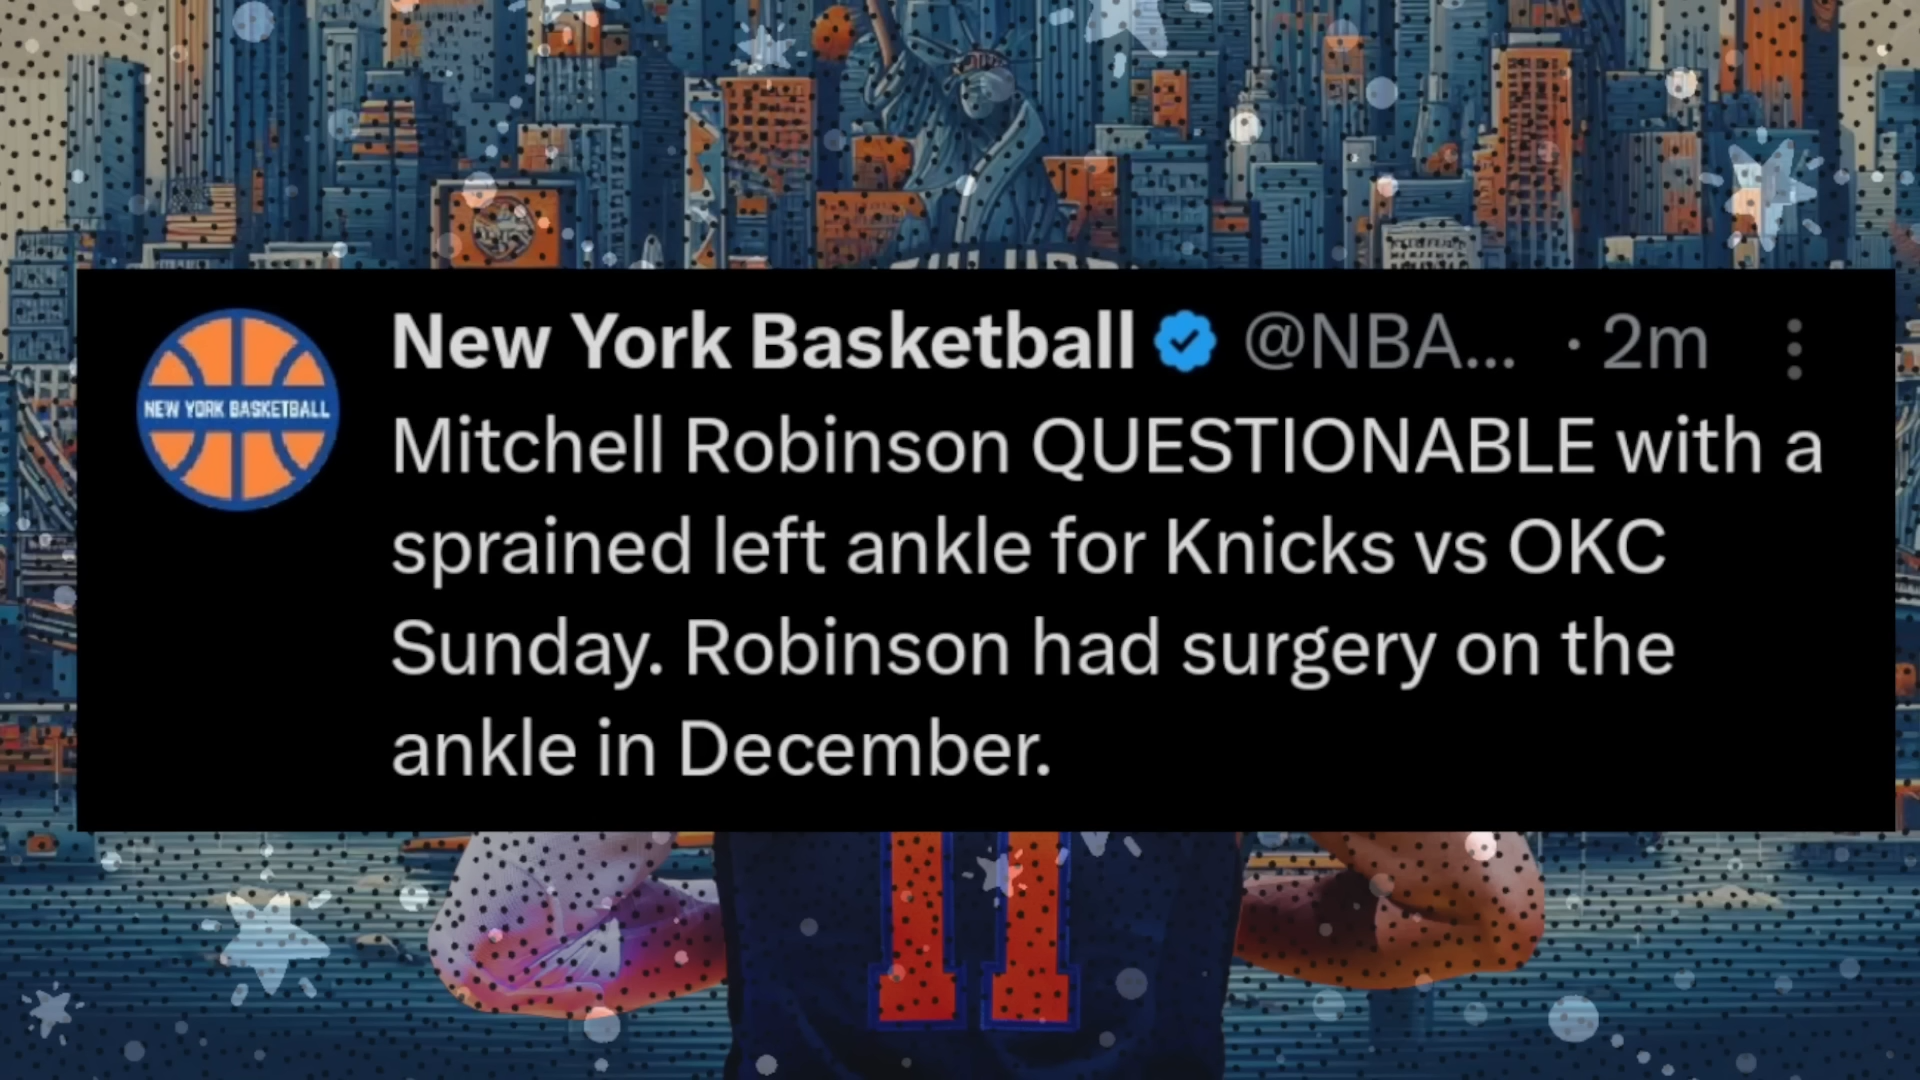 New York Basketball @NBA... · 2m
NEW YORK BASKETBALL
Mitchell Robinson QUESTIONABLE with a
sprained left ankle for Knicks vs OKC
Sunday. Robinson had surgery on the
ankle in December.
11